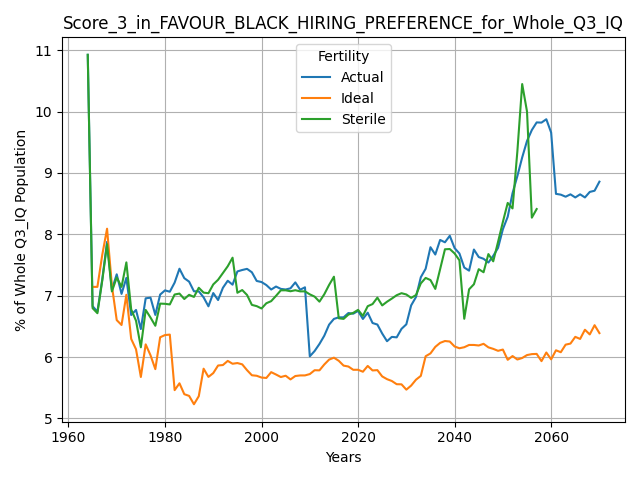 Score_3_in_FAVOUR_BLACK_HIRING_PREFERENCE_for_Whole_Q3_IQ
Fertility
Actual
Ideal
Sterile
% of Whole Q3_IQ Population
11
10
9
8
7
6
5
1960
1980
2000
2020
2040
2060
Years